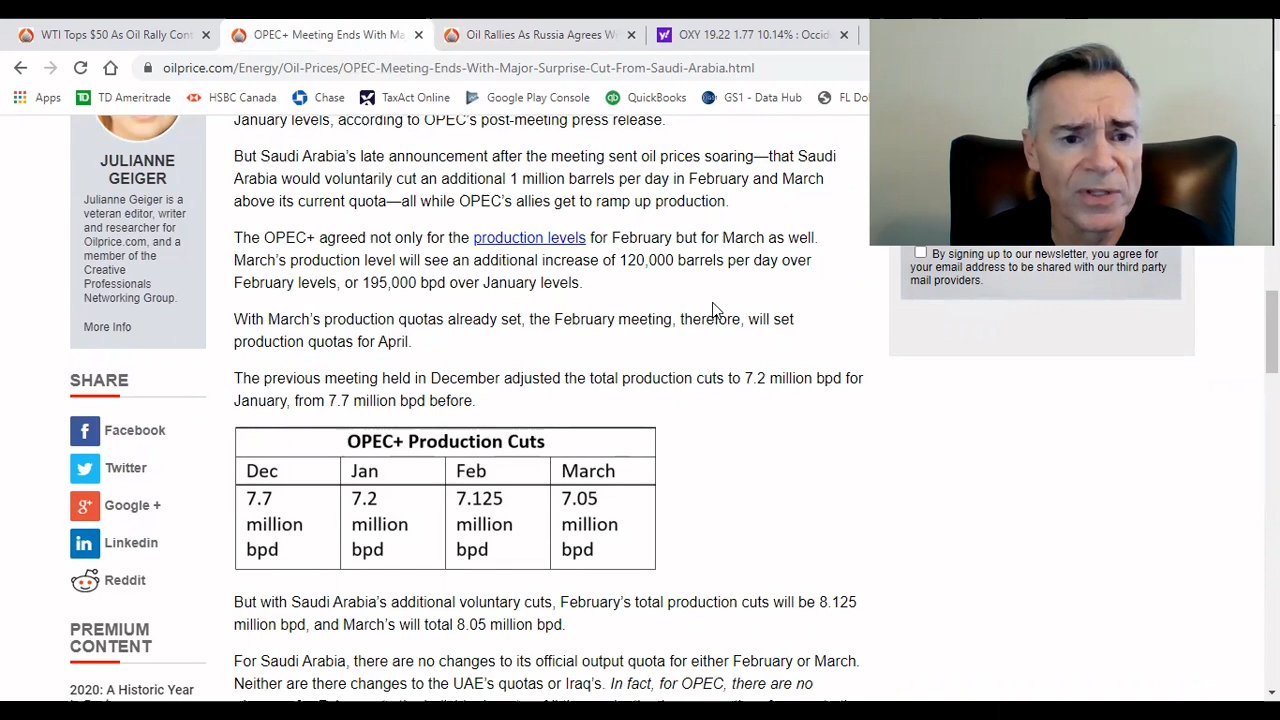 WTI Tops $50 As Oil Rally Cont
OPEC+ Meeting Ends With Ma
Oil Rallies As Russia Agrees W
OXY 19.22 1.77 10.14% : Occid
oilprice.com/Energy/Oil-Prices/OPEC-Meeting-Ends-With-Major-Surprise-Cut-From-Saudi-Arabia.html
Apps
TD Ameritrade
HSBC Canada
Chase
TaxAct Online
Google Play Console
QuickBooks
GS1 - Data Hub
FL Do
JULIANNE
GEIGER
Julianne Geiger is a
veteran editor, writer
and researcher for
Oilprice.com, and a
member of the
Creative
Professionals
Networking Group.
More Info
SHARE
Facebook
Twitter
Google +
Linkedin
Reddit
PREMIUM
CONTENT
2020: A Historic Year
January levels, according to OPEC's post-meeting press release.
But Saudi Arabia's late announcement after the meeting sent oil prices soaring—that Saudi
Arabia would voluntarily cut an additional 1 million barrels per day in February and March
above its current quota—all while OPEC's allies get to ramp up production.
The OPEC+ agreed not only for the production levels for February but for March as well.
March's production level will see an additional increase of 120,000 barrels per day over
February levels, or 195,000 bpd over January levels.
With March's production quotas already set, the February meeting, therefore, will set
production quotas for April.
The previous meeting held in December adjusted the total production cuts to 7.2 million bpd for
January, from 7.7 million bpd before.
OPEC+ Production Cuts
Dec Jan Feb March
7.7 7.2 7.125 7.05
million million million million
bpd bpd bpd bpd
But with Saudi Arabia's additional voluntary cuts, February's total production cuts will be 8.125
million bpd, and March's will total 8.05 million bpd.
For Saudi Arabia, there are no changes to its official output quota for either February or March.
Neither are there changes to the UAE's quotas or Iraq's. In fact, for OPEC, there are no
By signing up to our newsletter, you agree for
your email address to be shared with our third party
mail providers.